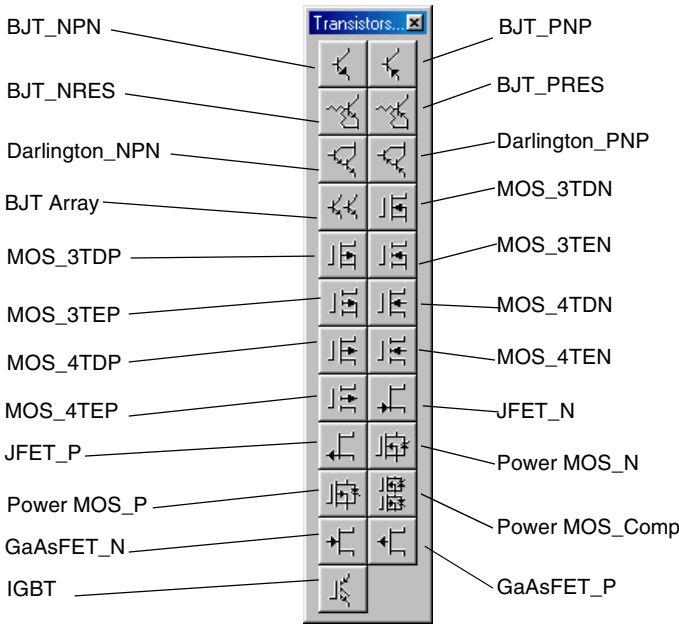 Transistors...
BJT_NPN
BJT_PNP
BJT_NRES
BJT_PRES
Darlington_NPN
Darlington_PNP
BJT Array
MOS_3TDN
MOS_3TDP
MOS_3TEN
MOS_3TEP
MOS_4TDN
MOS_4TDP
MOS_4TEN
MOS_4TEP
JFET_N
JFET_P
Power MOS_N
Power MOS_P
Power MOS_Comp
GaAsFET_N
GaAsFET_P
IGBT